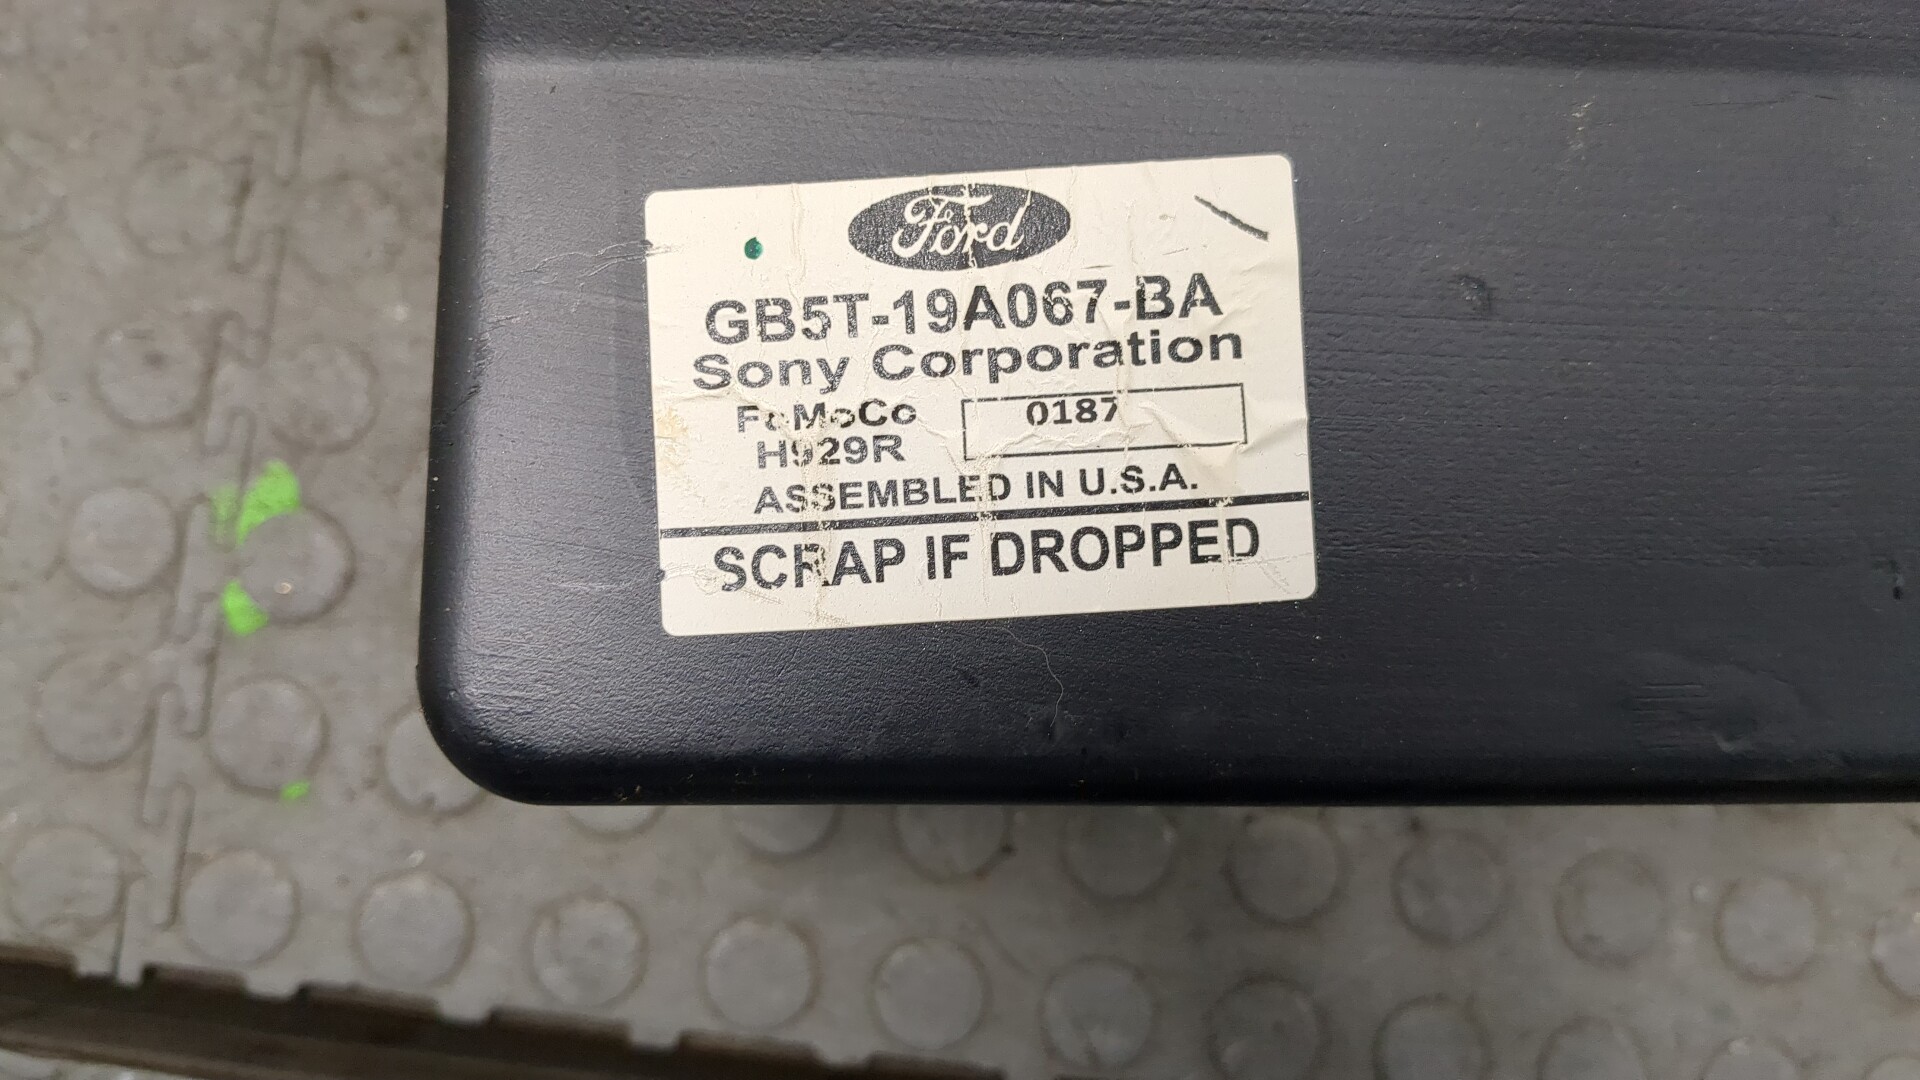 Ford
GB5T-19A067-BA
Sony Corporation
FoMoCo 0187
H929R
ASSEMBLED IN U.S.A.
SCRAP IF DROPPED